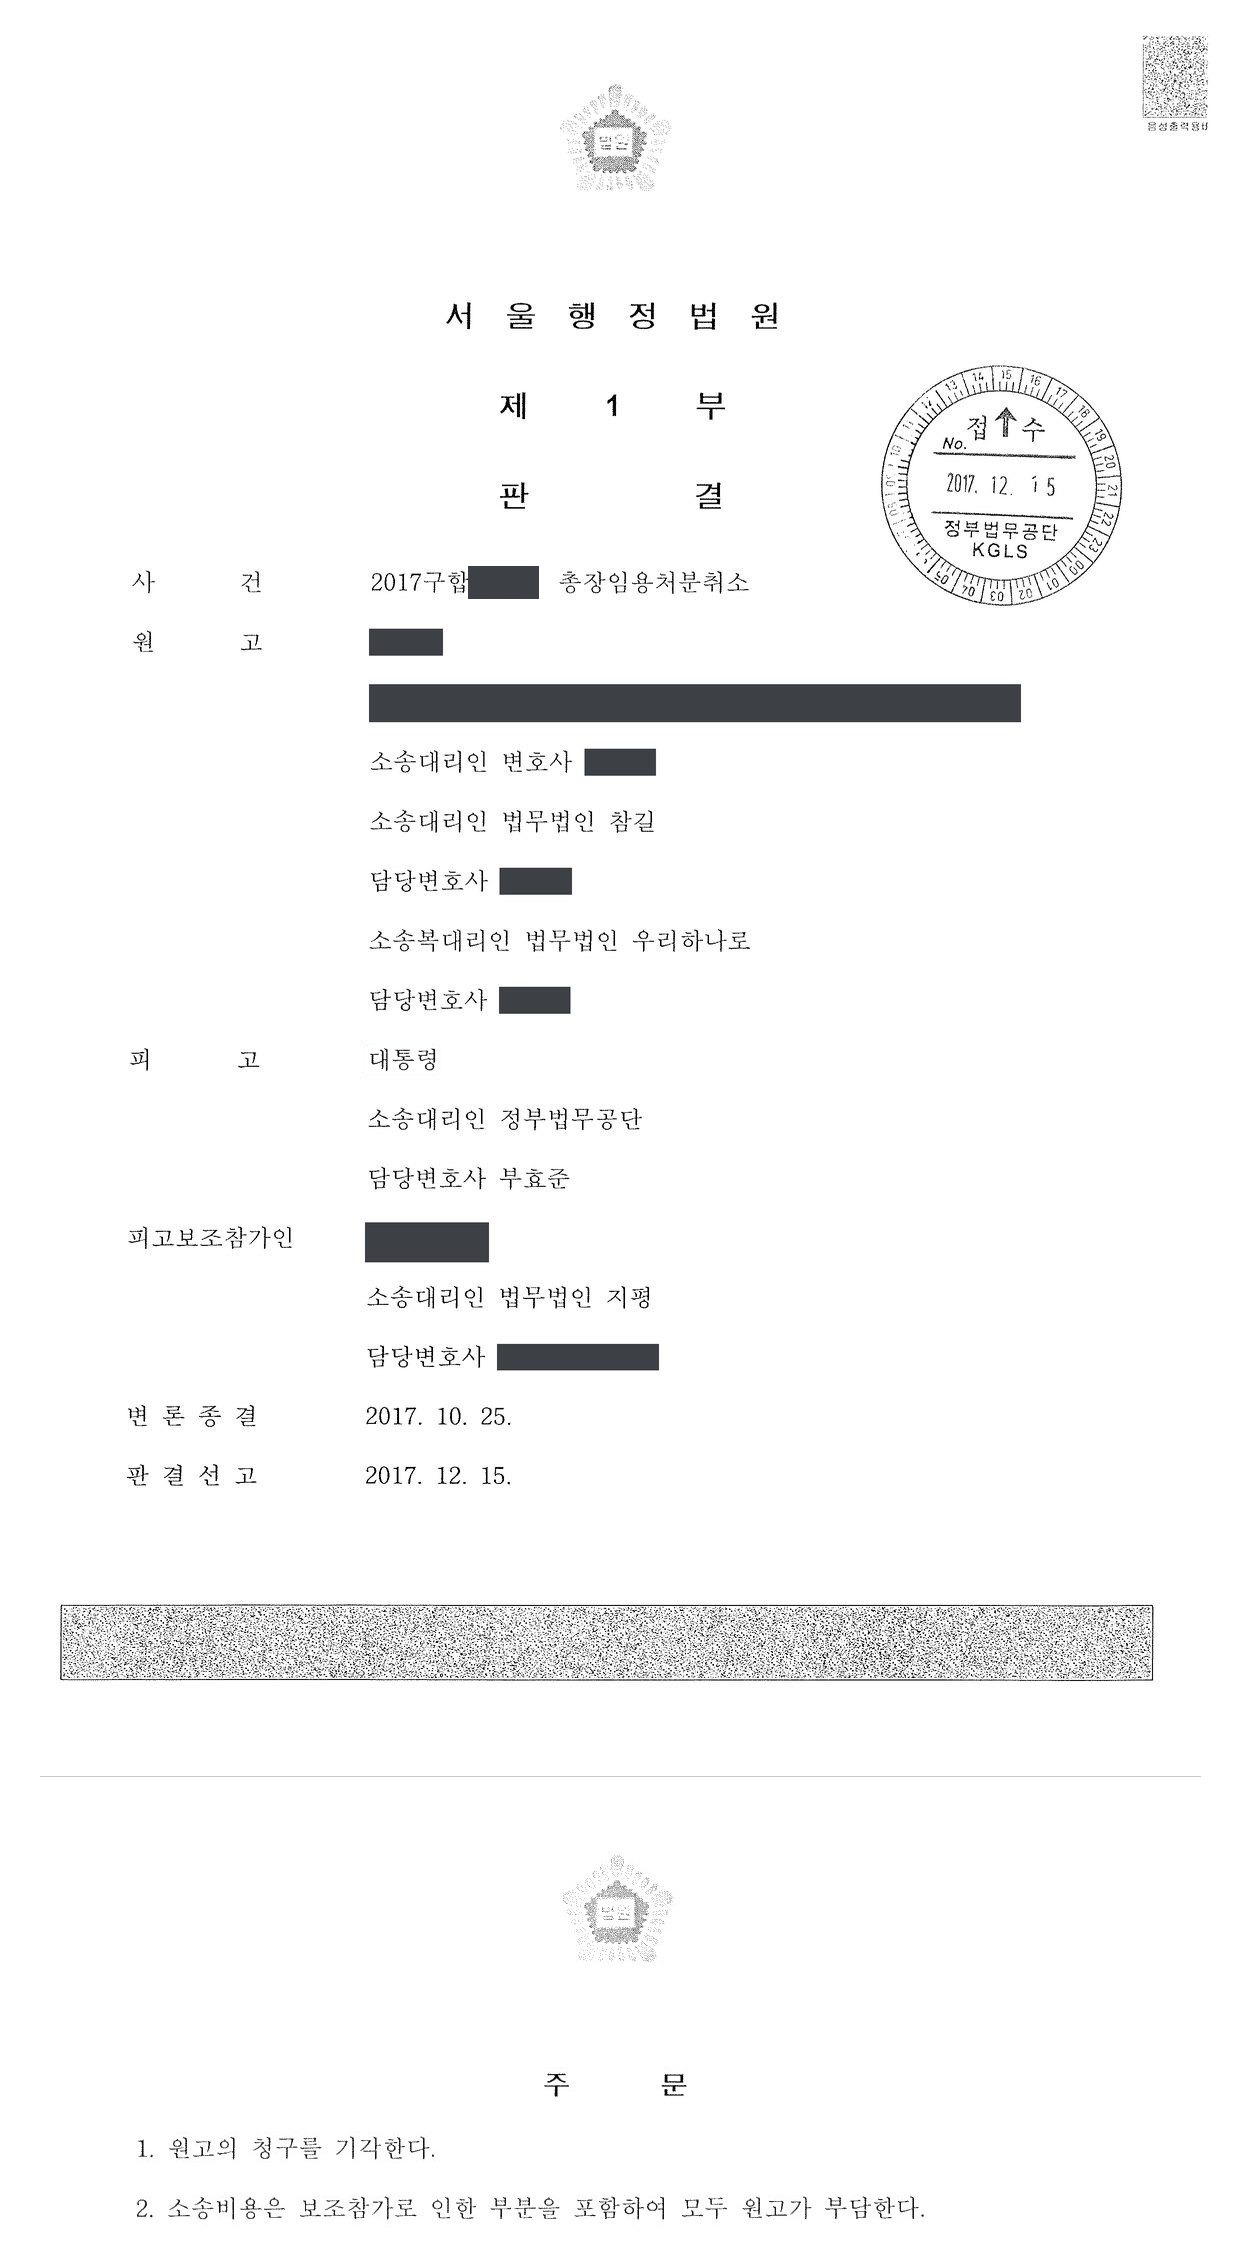 법원
음성출력용바
서 울 행 정 법 원
제 1 부
판 결
접 수
No.
2017. 12. 15
정부법무공단
KGLS
사 건 2017구합 총장임용처분취소
원 고
소송대리인 변호사
소송대리인 법무법인 참길
담당변호사
소송복대리인 법무법인 우리하나로
담당변호사
피 고 대통령
소송대리인 정부법무공단
담당변호사 부효준
피고보조참가인
소송대리인 법무법인 지평
담당변호사
변 론 종 결 2017. 10. 25.
판 결 선 고 2017. 12. 15.
법원
주 문
1. 원고의 청구를 기각한다.
2. 소송비용은 보조참가로 인한 부분을 포함하여 모두 원고가 부담한다.